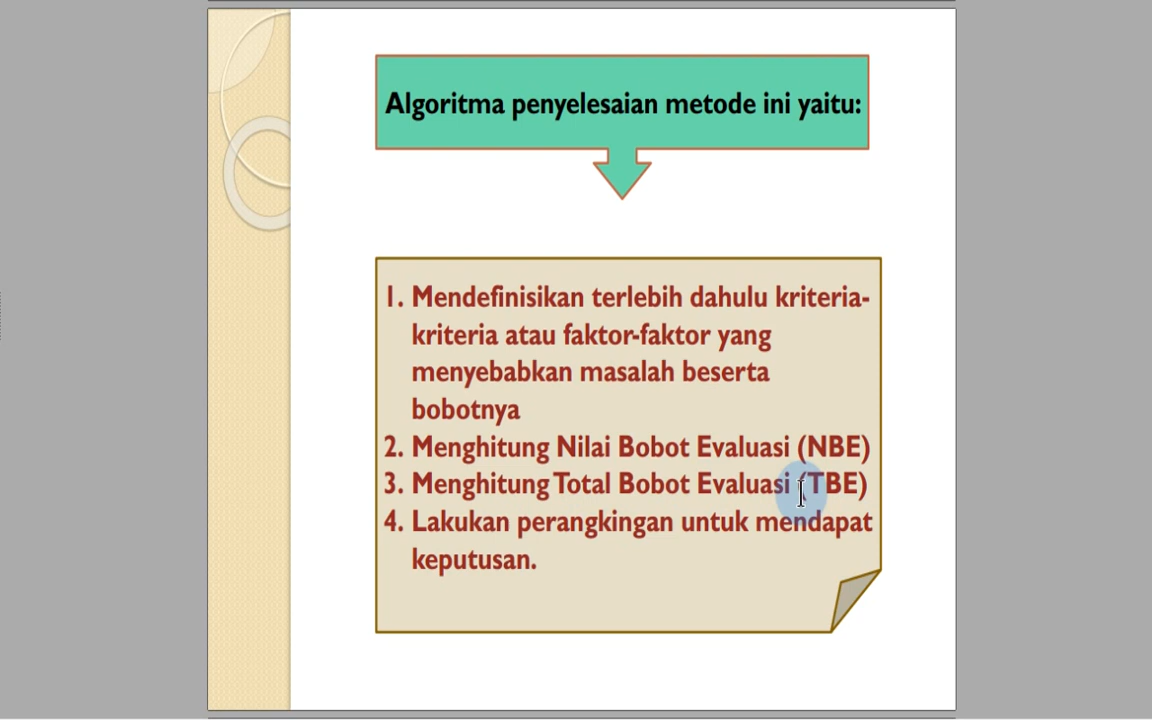 Algoritma penyelesaian metode ini yaitu:
1. Mendefinisikan terlebih dahulu kriteria-
kriteria atau faktor-faktor yang
menyebabkan masalah beserta
bobotnya
2. Menghitung Nilai Bobot Evaluasi (NBE)
3. Menghitung Total Bobot Evaluasi (TBE)
4. Lakukan perangkingan untuk mendapat
keputusan.